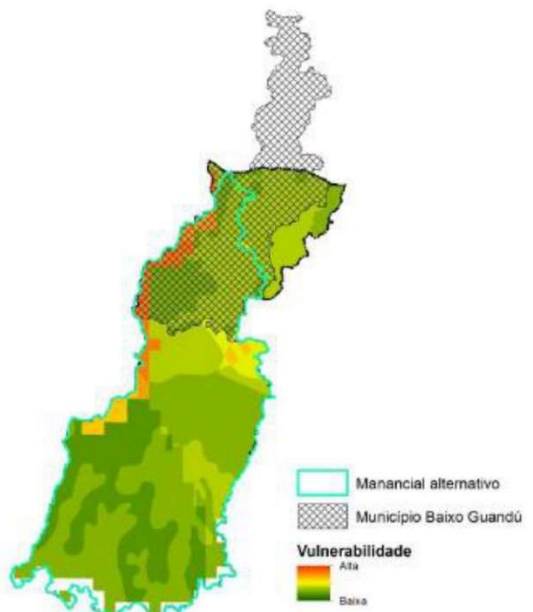 Manancial alternativo
Município Baixo Guandú
Vulnerabilidade
Alta
Baixa